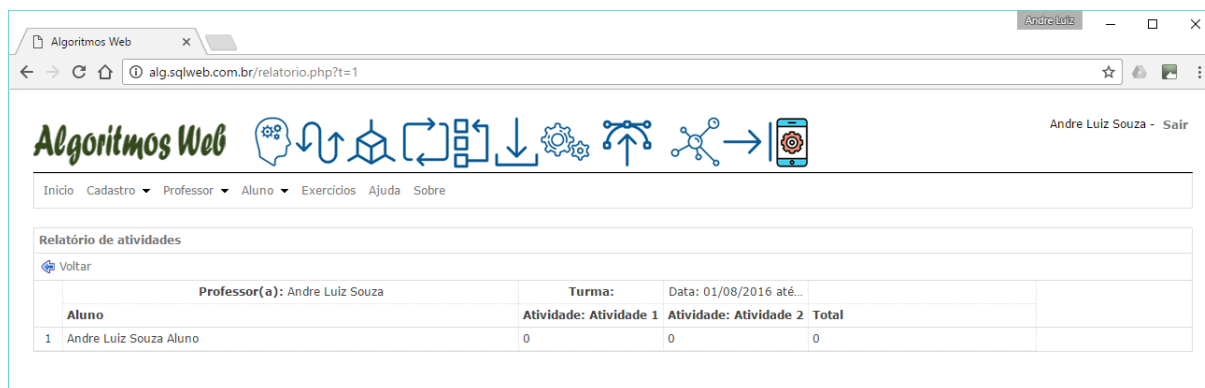 Andre Luiz
Algoritmos Web
alg.sqlweb.com.br/relatorio.php?t=1
Algoritmos Web
Andre Luiz Souza - Sair
Inicio Cadastro Professor Aluno Exercícios Ajuda Sobre
Relatório de atividades
Voltar
Professor(a): Andre Luiz Souza Turma: Data: 01/08/2016 até...
Aluno Atividade: Atividade 1 Atividade: Atividade 2 Total
1 Andre Luiz Souza Aluno 0 0 0